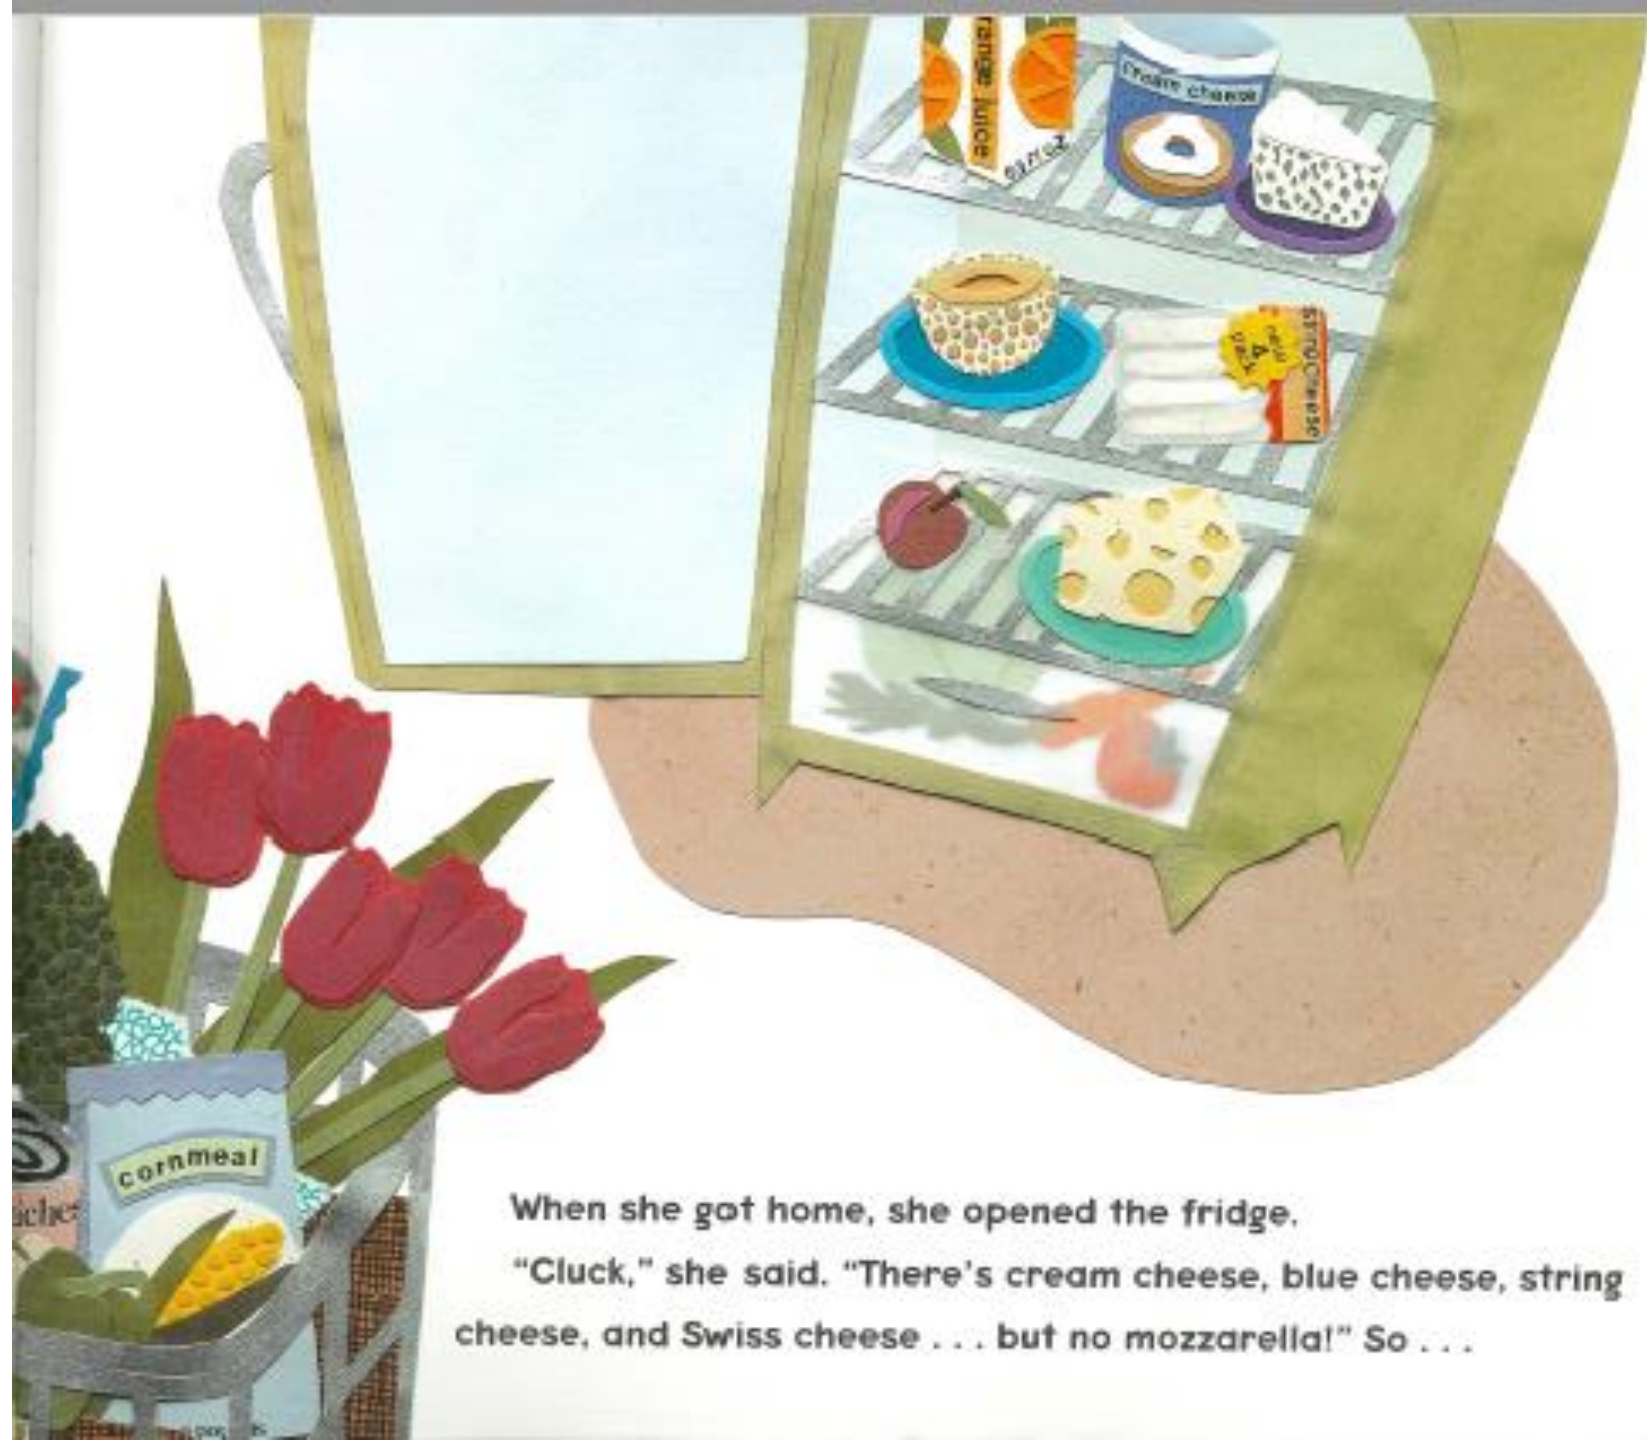 range Juice
cream cheese
String Cheese
new
&
cornmeal
When she got home, she opened the fridge.
"Cluck," she said. "There's cream cheese, blue cheese, string
cheese, and Swiss cheese . . . but no mozzarella!" So . . .